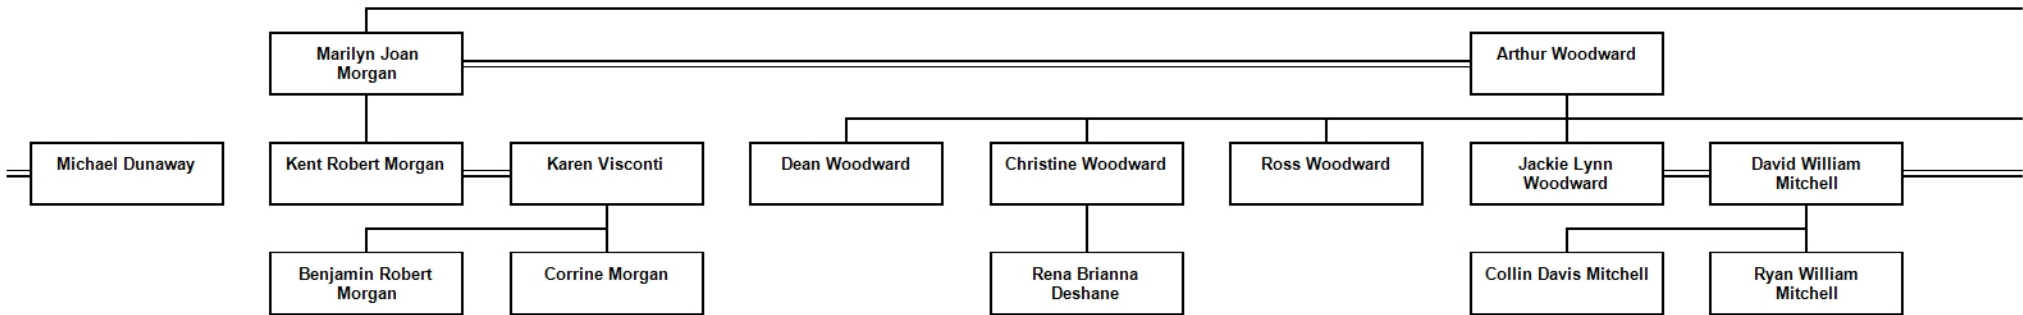 Marilyn Joan
Morgan
Arthur Woodward
Michael Dunaway
Kent Robert Morgan
Karen Visconti
Dean Woodward
Christine Woodward
Ross Woodward
Jackie Lynn
Woodward
David William
Mitchell
Benjamin Robert
Morgan
Corrine Morgan
Rena Brianna
Deshane
Collin Davis Mitchell
Ryan William
Mitchell